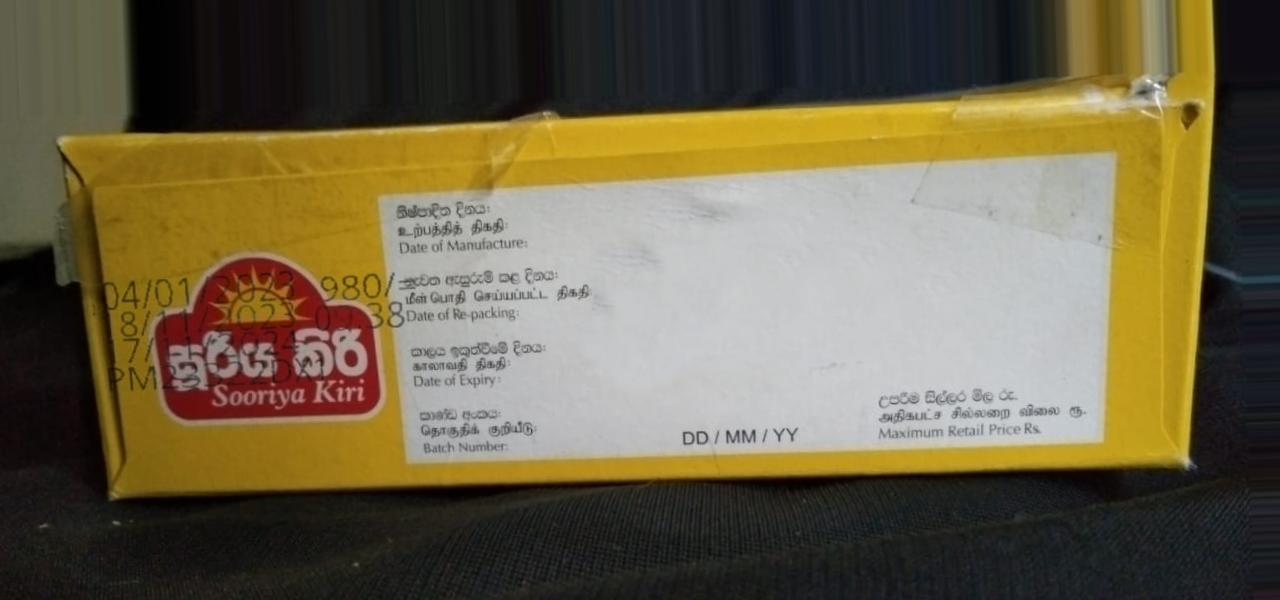 නිෂ්පාදිත දිනය:
உற்பத்தித் திகதி:
Date of Manufacture:
නැවත ඇසුරුම් කළ දිනය:
மீள் பொதி செய்யப்பட்ட திகதி:
Date of Re-packing:
කාලය ඉකුත්වීමේ දිනය:
காலாவதி திகதி:
Date of Expiry:
කාණ්ඩ අංකය:
தொகுதிக் குறியீடு:
Batch Number:
DD / MM / YY
උපරිම සිල්ලර මිල රු.
அதிகபட்ச சில்லறை விலை ரூ.
Maximum Retail Price Rs.
04/01/2023 980/-
සූරිය කිරි
Sooriya Kiri